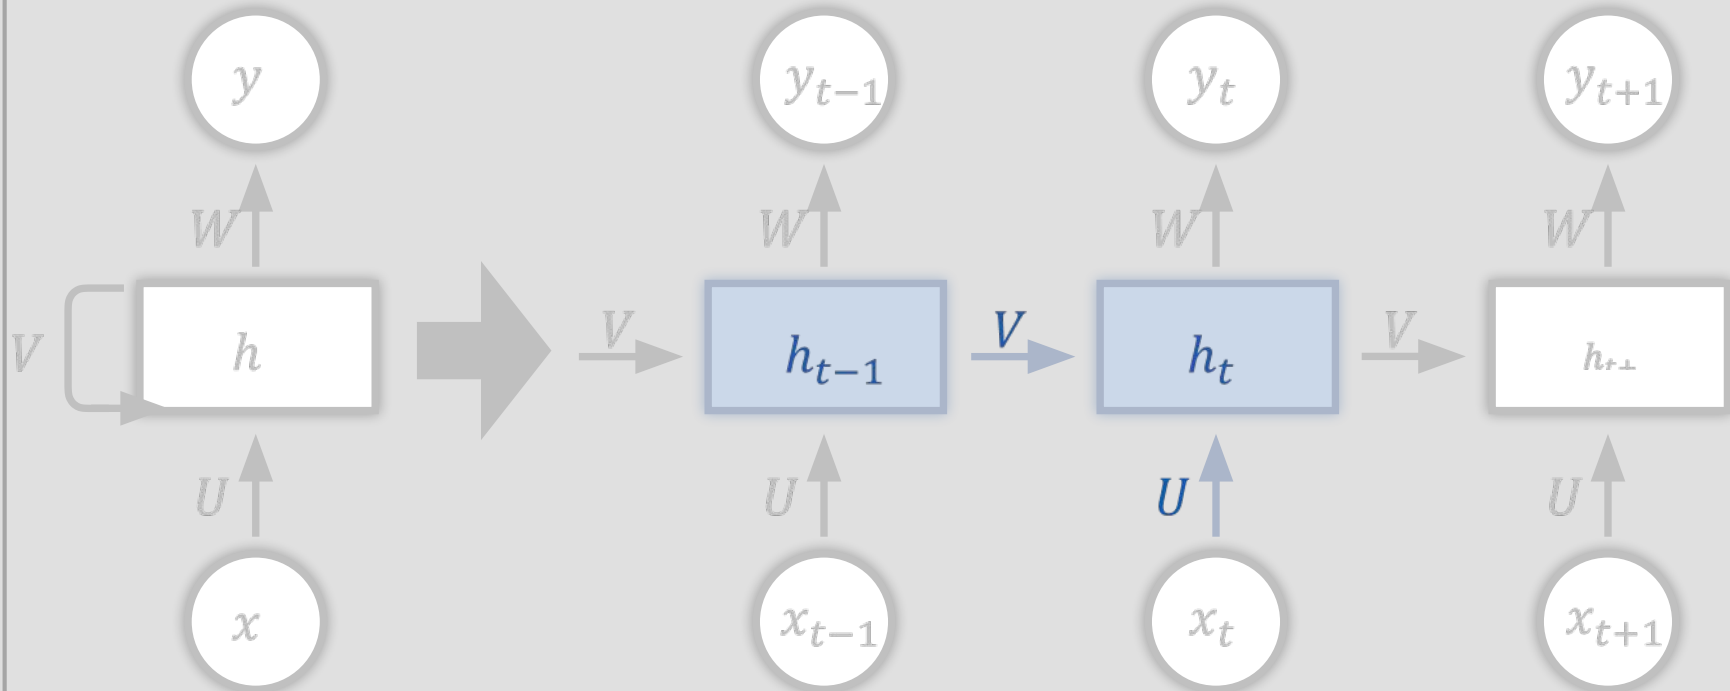 y y_{t-1} y_t y_{t+1}
W W W W
V h V h_{t-1} V h_t V
U U U U
x x_{t-1} x_t x_{t+1}